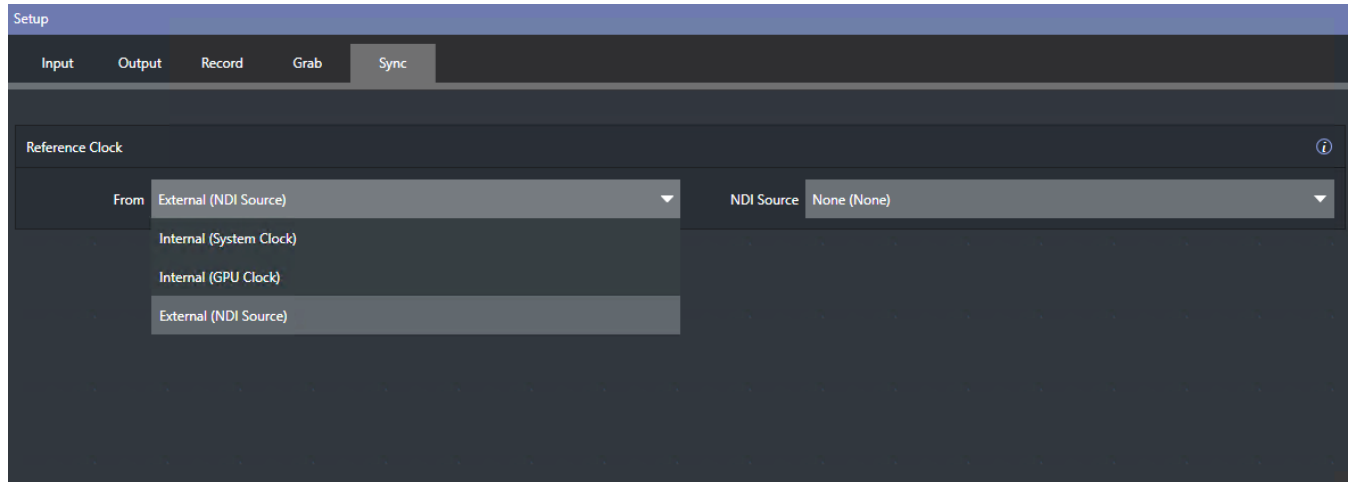 Setup
Input Output Record Grab Sync
Reference Clock
From External (NDI Source) NDI Source None (None)
Internal (System Clock)
Internal (GPU Clock)
External (NDI Source)